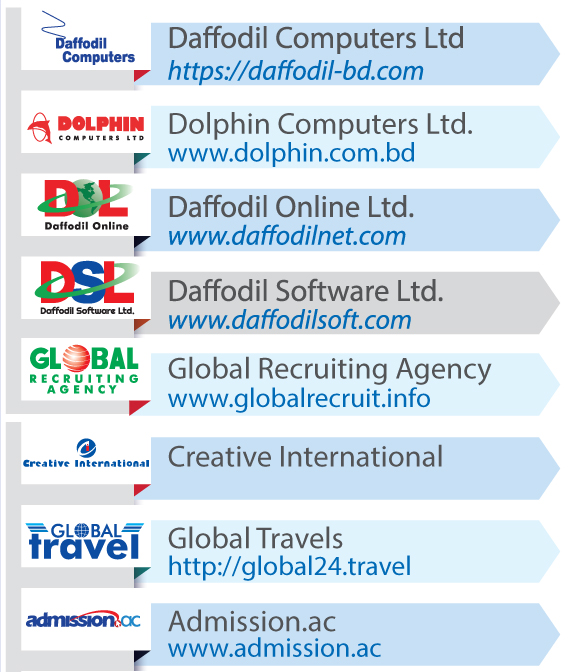 Daffodil
Computers
Daffodil Computers Ltd
https://daffodil-bd.com
DOLPHIN
COMPUTERS LTD
Dolphin Computers Ltd.
www.dolphin.com.bd
DOL
Daffodil Online
Daffodil Online Ltd.
www.daffodilnet.com
DSL
Daffodil Software Ltd.
Daffodil Software Ltd.
www.daffodilsoft.com
GLOBAL
RECRUITING
AGENCY
Global Recruiting Agency
www.globalrecruit.info
Creative International
Creative International
GLOBAL
travel
Global Travels
http://global24.travel
admission.ac
Admission.ac
www.admission.ac